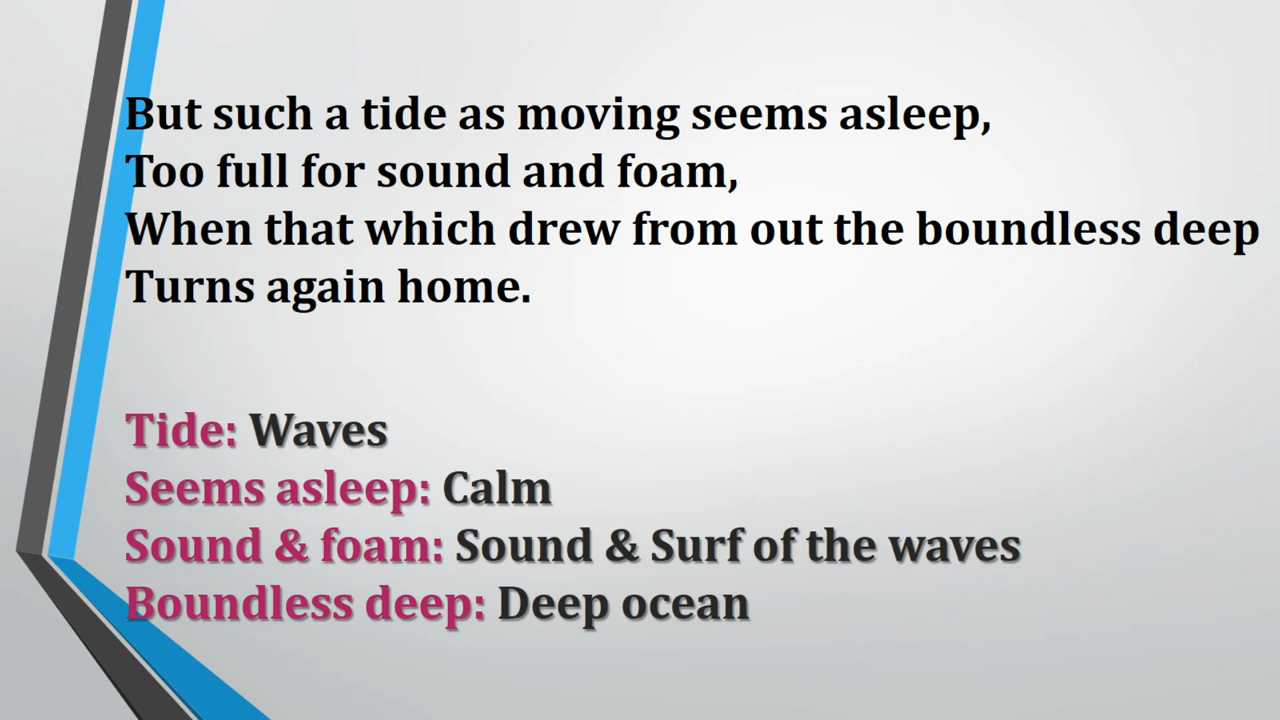 But such a tide as moving seems asleep,
Too full for sound and foam,
When that which drew from out the boundless deep
Turns again home.
Tide: Waves
Seems asleep: Calm
Sound & foam: Sound & Surf of the waves
Boundless deep: Deep ocean